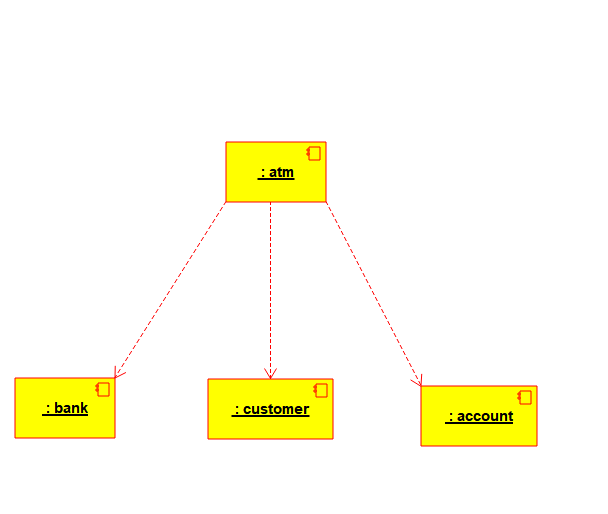 : atm
: bank
: customer
: account